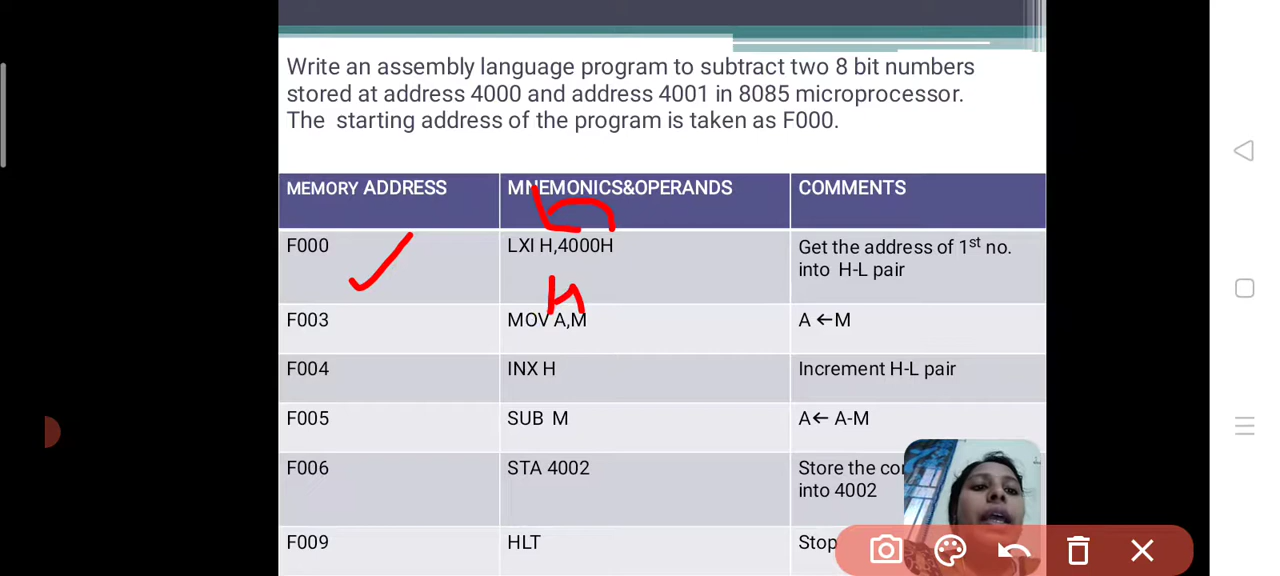 Write an assembly language program to subtract two 8 bit numbers
stored at address 4000 and address 4001 in 8085 microprocessor.
The starting address of the program is taken as F000.
MEMORY ADDRESS MNEMONICS&OPERANDS COMMENTS
F000 LXI H,4000H Get the address of 1st no.
into H-L pair
F003 MOV A,M A ←M
F004 INX H Increment H-L pair
F005 SUB M A← A-M
F006 STA 4002 Store the
into 4002
F009 HLT Stop